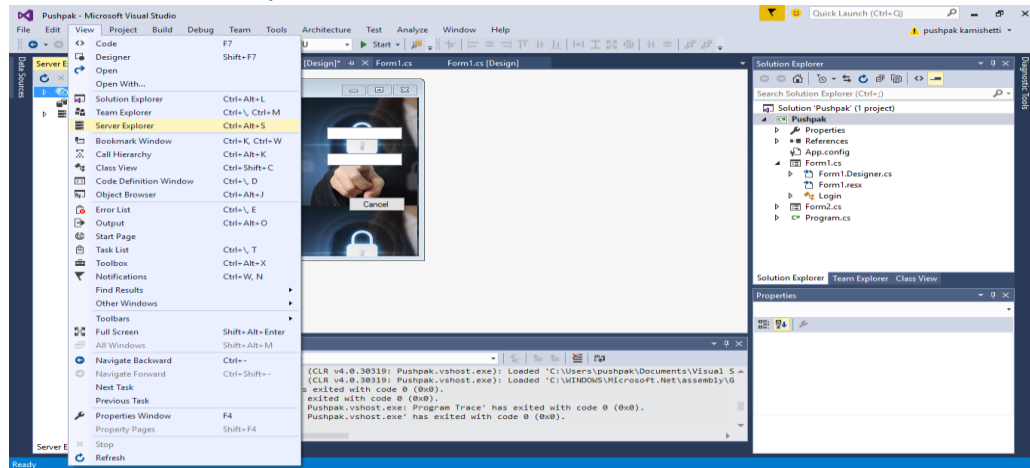 Pushpak - Microsoft Visual Studio
Quick Launch (Ctrl+Q)
File Edit View Project Build Debug Team Tools Architecture Test Analyze Window Help
pushpak kamishetti
Start
Data Sources
Server E
Code F7
Designer Shift+F7
Open
Open With...
Solution Explorer Ctrl+Alt+L
Team Explorer Ctrl+\, Ctrl+M
Server Explorer Ctrl+Alt+S
Bookmark Window Ctrl+K, Ctrl+W
Call Hierarchy Ctrl+Alt+K
Class View Ctrl+Shift+C
Code Definition Window Ctrl+\, D
Object Browser Ctrl+Alt+J
Error List Ctrl+\, E
Output Ctrl+Alt+O
Start Page
Task List Ctrl+\, T
Toolbox Ctrl+Alt+X
Notifications Ctrl+W, N
Find Results
Other Windows
Toolbars
Full Screen Shift+Alt+Enter
All Windows Shift+Alt+M
Navigate Backward Ctrl+-
Navigate Forward Ctrl+Shift+-
Next Task
Previous Task
Properties Window F4
Property Pages Shift+F4
Stop
Refresh
[Design]* Form1.cs Form1.cs [Design]
Cancel
(CLR v4.0.30319: Pushpak.vshost.exe): Loaded 'C:\Users\pushpak\Documents\Visual S
(CLR v4.0.30319: Pushpak.vshost.exe): Loaded 'C:\WINDOWS\Microsoft.Net\assembly\G
s exited with code 0 (0x0).
exited with code 0 (0x0).
Pushpak.vshost.exe: Program Trace' has exited with code 0 (0x0).
Pushpak.vshost.exe' has exited with code 0 (0x0).
Solution Explorer
Search Solution Explorer (Ctrl+;)
Solution 'Pushpak' (1 project)
Pushpak
Properties
References
App.config
Form1.cs
Form1.Designer.cs
Form1.resx
Login
Form2.cs
Program.cs
Solution Explorer Team Explorer Class View
Properties
Diagnostic Tools
Server E
Ready